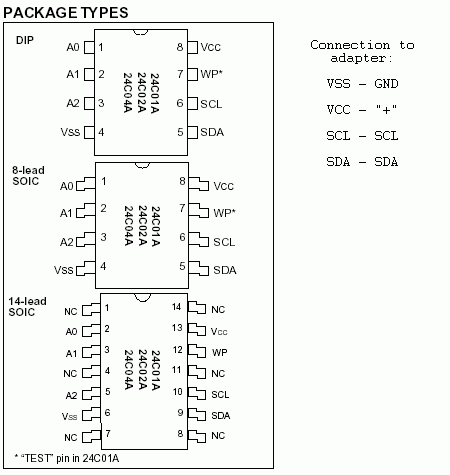 PACKAGE TYPES
DIP
A0 1 8 Vcc
A1 2 7 WP*
A2 3 6 SCL
Vss 4 5 SDA
24C01A
24C02A
24C04A
8-lead
SOIC
A0 1 8 Vcc
A1 2 7 WP*
A2 3 6 SCL
Vss 4 5 SDA
24C01A
24C02A
24C04A
14-lead
SOIC
NC 1 14 NC
A0 2 13 Vcc
A1 3 12 WP
NC 4 11 NC
A2 5 10 SCL
Vss 6 9 SDA
NC 7 8 NC
24C01A
24C02A
24C04A
* "TEST" pin in 24C01A
Connection to
adapter:
VSS – GND
VCC – "+"
SCL – SCL
SDA – SDA